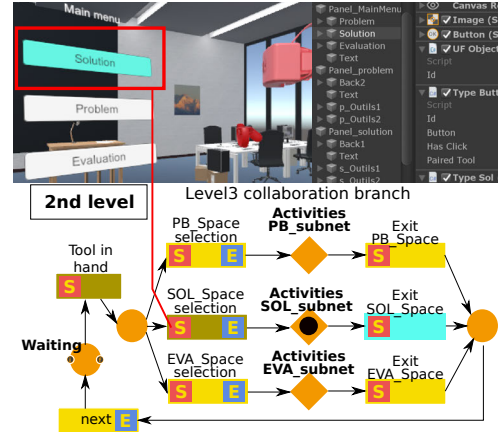 Main menu
Solution
Problem
Evaluation
Panel_MainMenu
Problem
Solution
Evaluation
Text
Panel_problem
Back2
Text
p_Outils1
p_Outils2
Panel_solution
Back1
Text
s_Outils1
s_Outils2
Canvas Re
Image (S
Button (S
UF Object
Script
Id
Type Butt
Script
Id
Button
Has Click
Paired Tool
Type Sol
2nd level
Level3 collaboration branch
PB_Space
selection
S
E
Activities
PB_subnet
Exit
PB_Space
S
Tool in
hand
S
SOL_Space
selection
S
E
Activities
SOL_subnet
Exit
SOL_Space
S
Waiting
EVA_Space
selection
S
E
Activities
EVA_subnet
Exit
EVA_Space
S
next
E